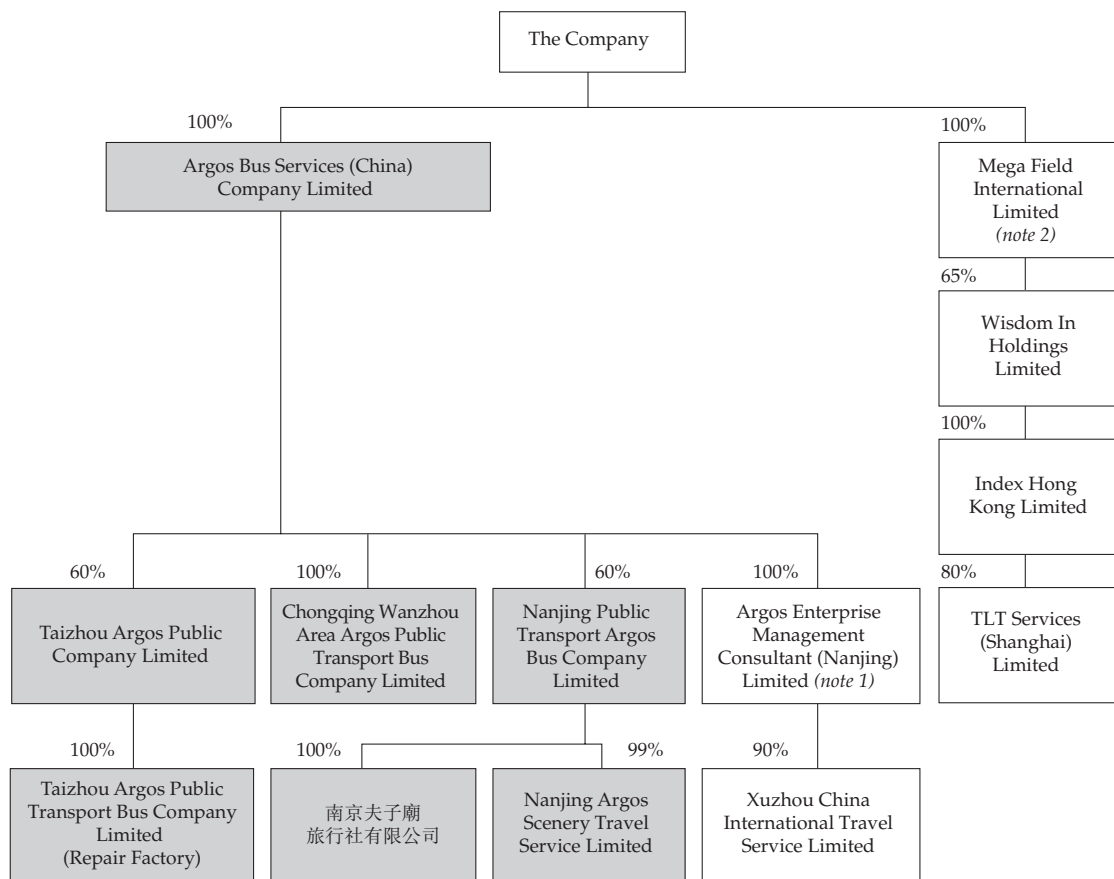 The Company
100%
Argos Bus Services (China)
Company Limited
100%
Mega Field
International
Limited
(note 2)
65%
Wisdom In
Holdings
Limited
100%
Index Hong
Kong Limited
80%
TLT Services
(Shanghai)
Limited
60%
Taizhou Argos Public
Company Limited
100%
Chongqing Wanzhou
Area Argos Public
Transport Bus
Company Limited
60%
Nanjing Public
Transport Argos
Bus Company
Limited
100%
Argos Enterprise
Management
Consultant (Nanjing)
Limited (note 1)
100%
Taizhou Argos Public
Transport Bus Company
Limited
(Repair Factory)
100%
南京夫子廟
旅行社有限公司
99%
Nanjing Argos
Scenery Travel
Service Limited
90%
Xuzhou China
International Travel
Service Limited